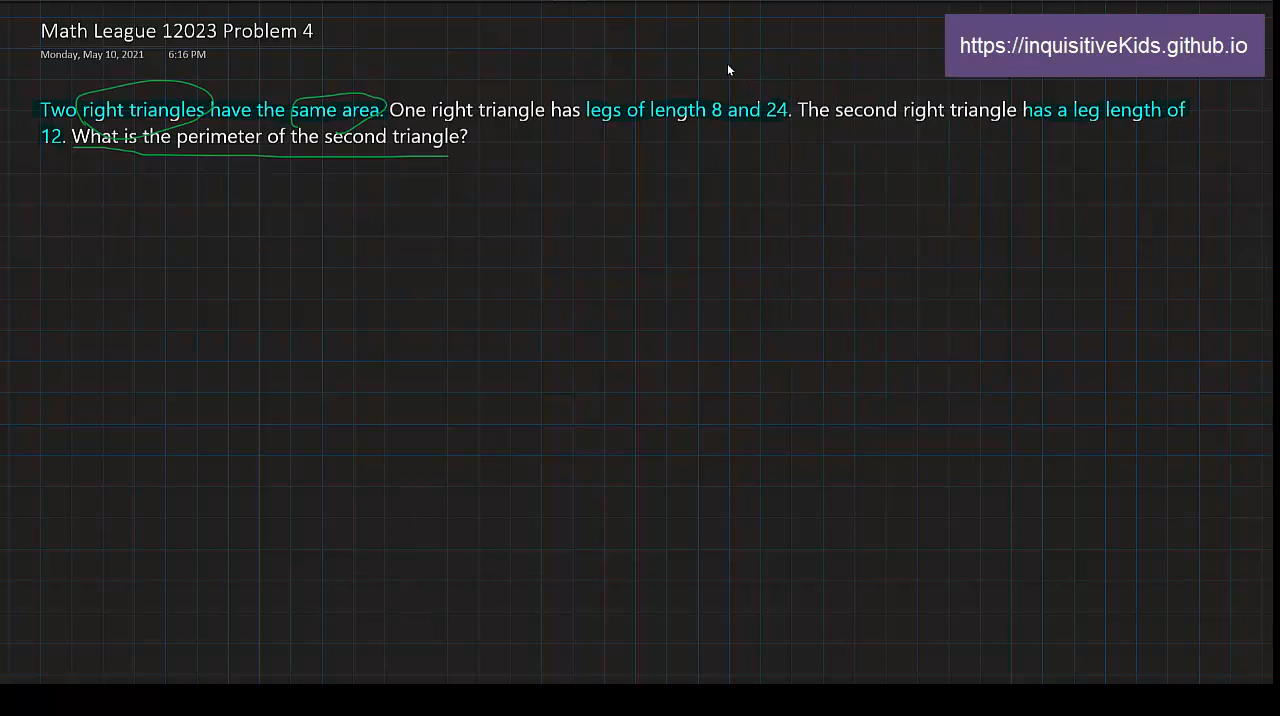 Math League 12023 Problem 4
Monday, May 10, 2021 6:16 PM
https://inquisitiveKids.github.io
Two right triangles have the same area. One right triangle has legs of length 8 and 24. The second right triangle has a leg length of
12. What is the perimeter of the second triangle?